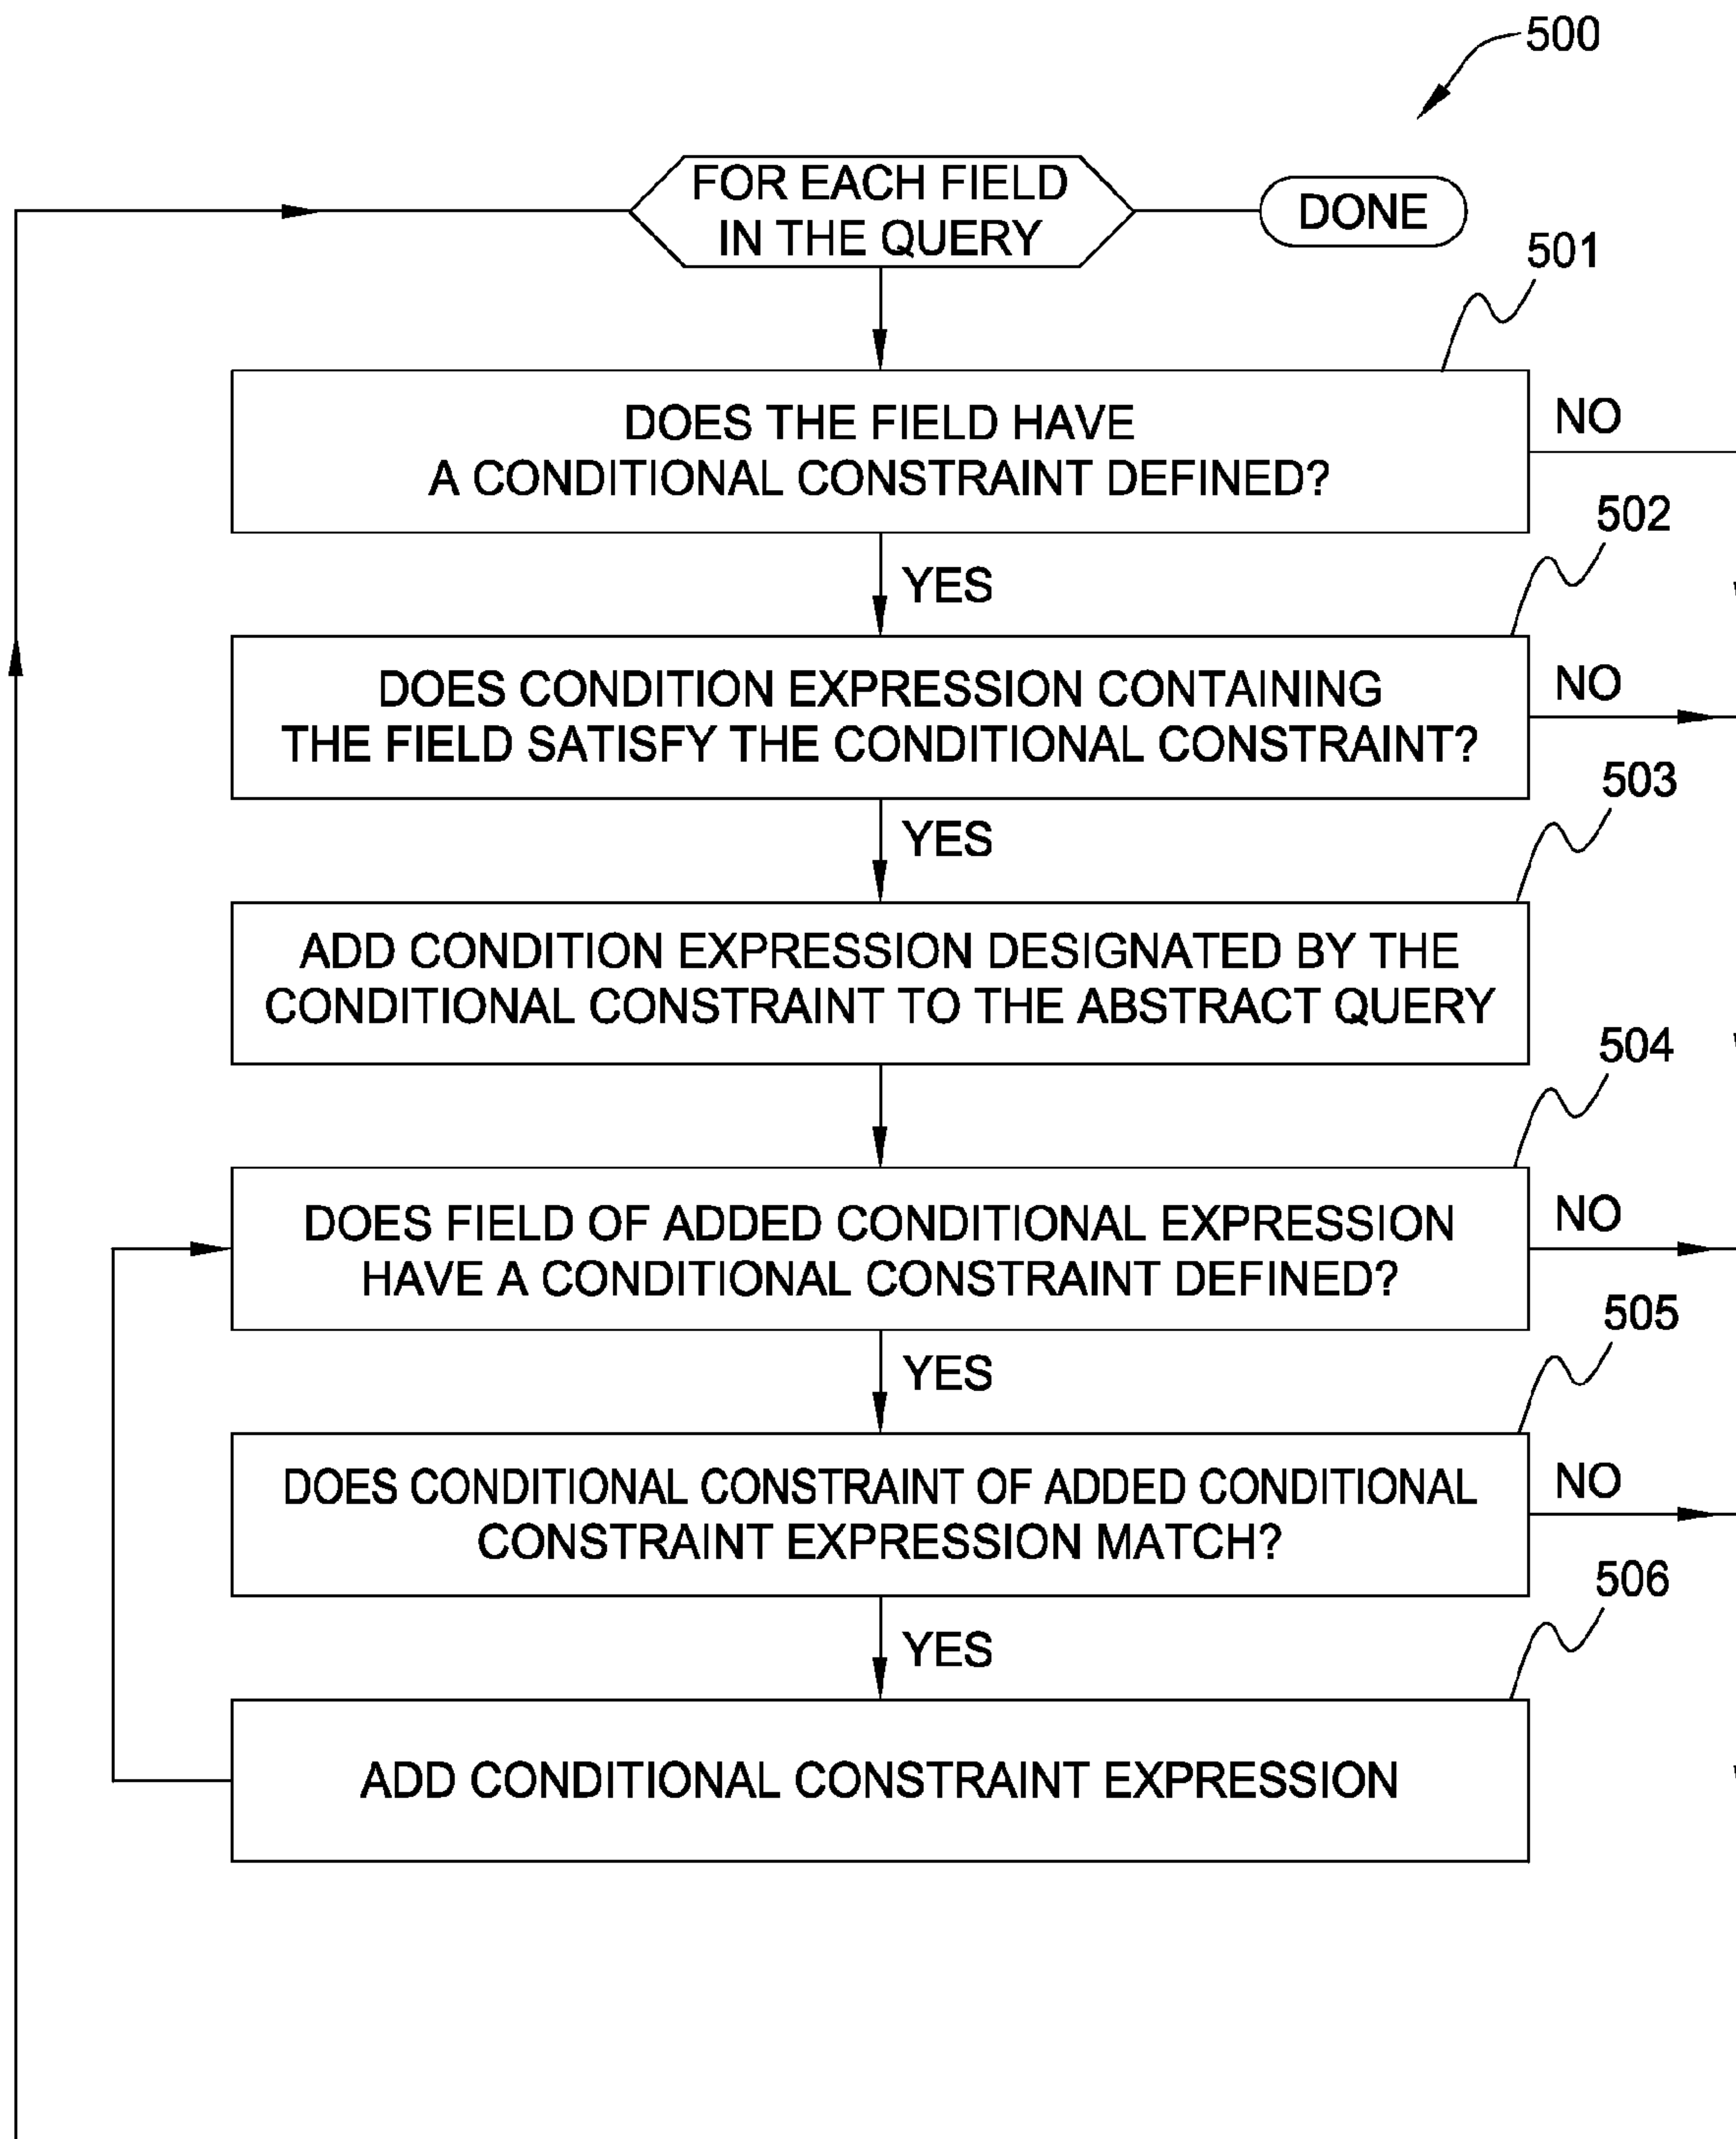 500
FOR EACH FIELD
IN THE QUERY
DONE
501
DOES THE FIELD HAVE
A CONDITIONAL CONSTRAINT DEFINED?
NO
502
YES
DOES CONDITION EXPRESSION CONTAINING
THE FIELD SATISFY THE CONDITIONAL CONSTRAINT?
NO
503
YES
ADD CONDITION EXPRESSION DESIGNATED BY THE
CONDITIONAL CONSTRAINT TO THE ABSTRACT QUERY
504
DOES FIELD OF ADDED CONDITIONAL EXPRESSION
HAVE A CONDITIONAL CONSTRAINT DEFINED?
NO
505
YES
DOES CONDITIONAL CONSTRAINT OF ADDED CONDITIONAL
CONSTRAINT EXPRESSION MATCH?
NO
506
YES
ADD CONDITIONAL CONSTRAINT EXPRESSION